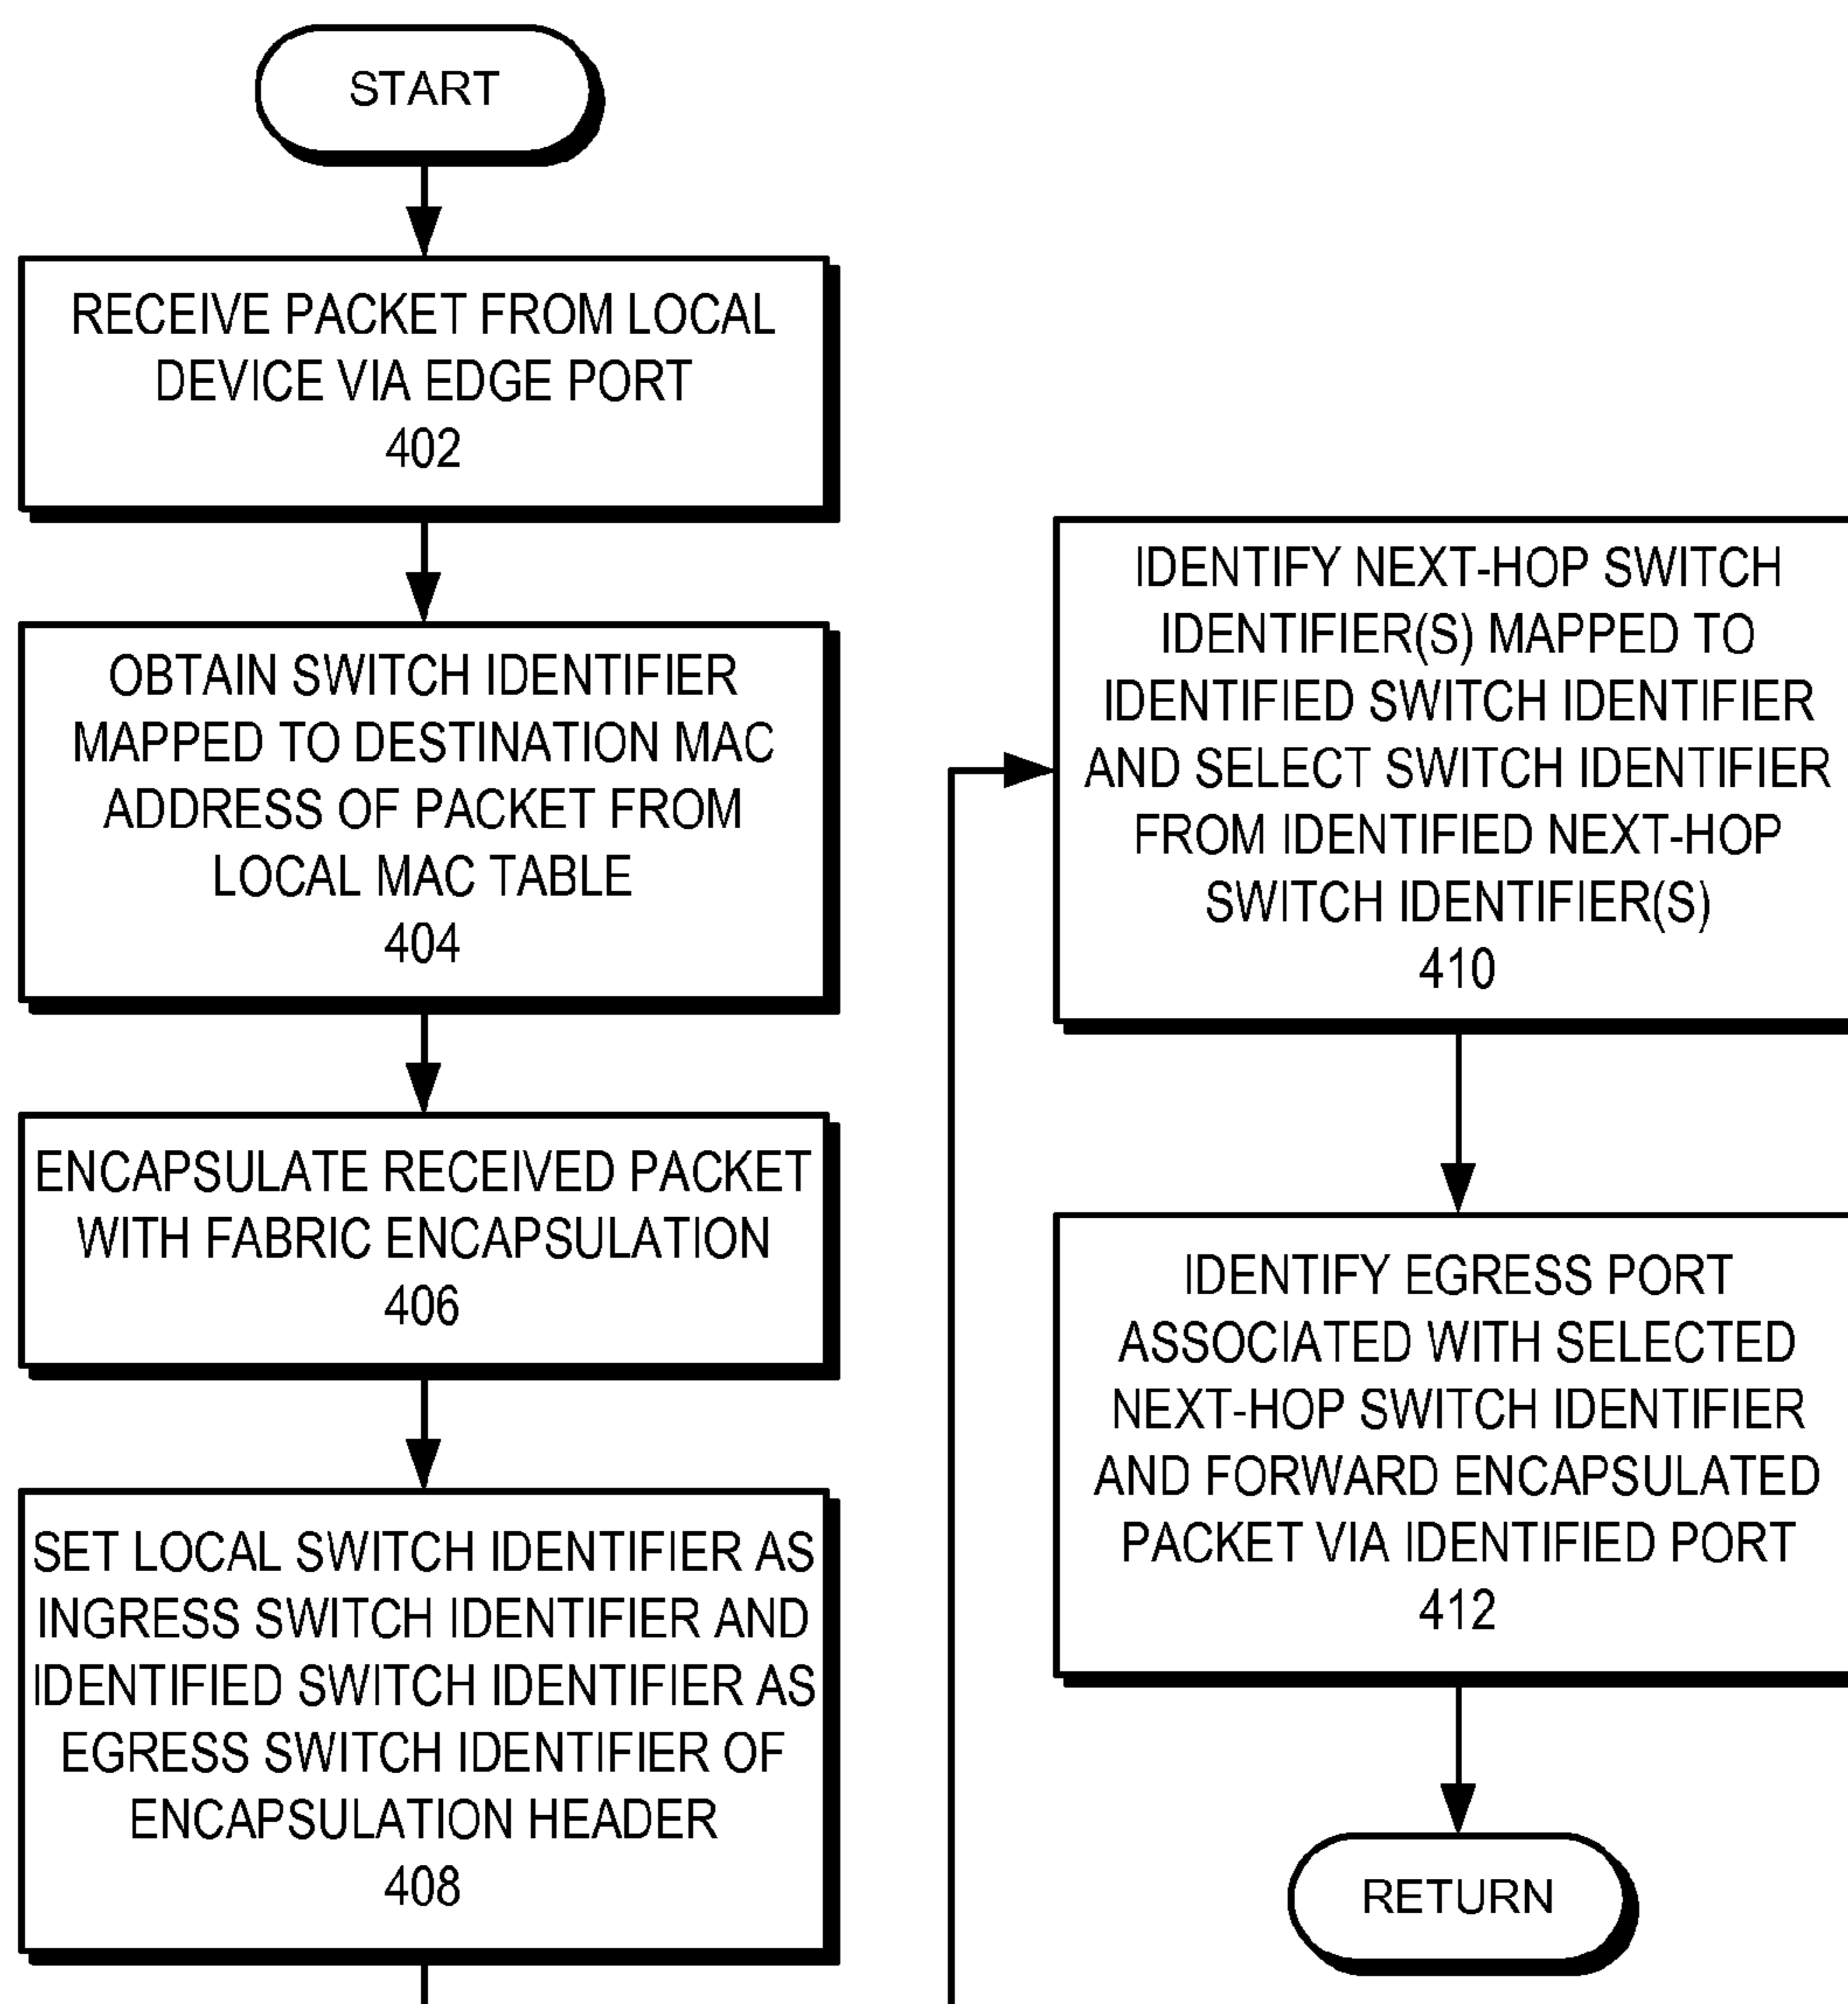 START
RECEIVE PACKET FROM LOCAL
DEVICE VIA EDGE PORT
402
OBTAIN SWITCH IDENTIFIER
MAPPED TO DESTINATION MAC
ADDRESS OF PACKET FROM
LOCAL MAC TABLE
404
ENCAPSULATE RECEIVED PACKET
WITH FABRIC ENCAPSULATION
406
SET LOCAL SWITCH IDENTIFIER AS
INGRESS SWITCH IDENTIFIER AND
IDENTIFIED SWITCH IDENTIFIER AS
EGRESS SWITCH IDENTIFIER OF
ENCAPSULATION HEADER
408
IDENTIFY NEXT-HOP SWITCH
IDENTIFIER(S) MAPPED TO
IDENTIFIED SWITCH IDENTIFIER
AND SELECT SWITCH IDENTIFIER
FROM IDENTIFIED NEXT-HOP
SWITCH IDENTIFIER(S)
410
IDENTIFY EGRESS PORT
ASSOCIATED WITH SELECTED
NEXT-HOP SWITCH IDENTIFIER
AND FORWARD ENCAPSULATED
PACKET VIA IDENTIFIED PORT
412
RETURN